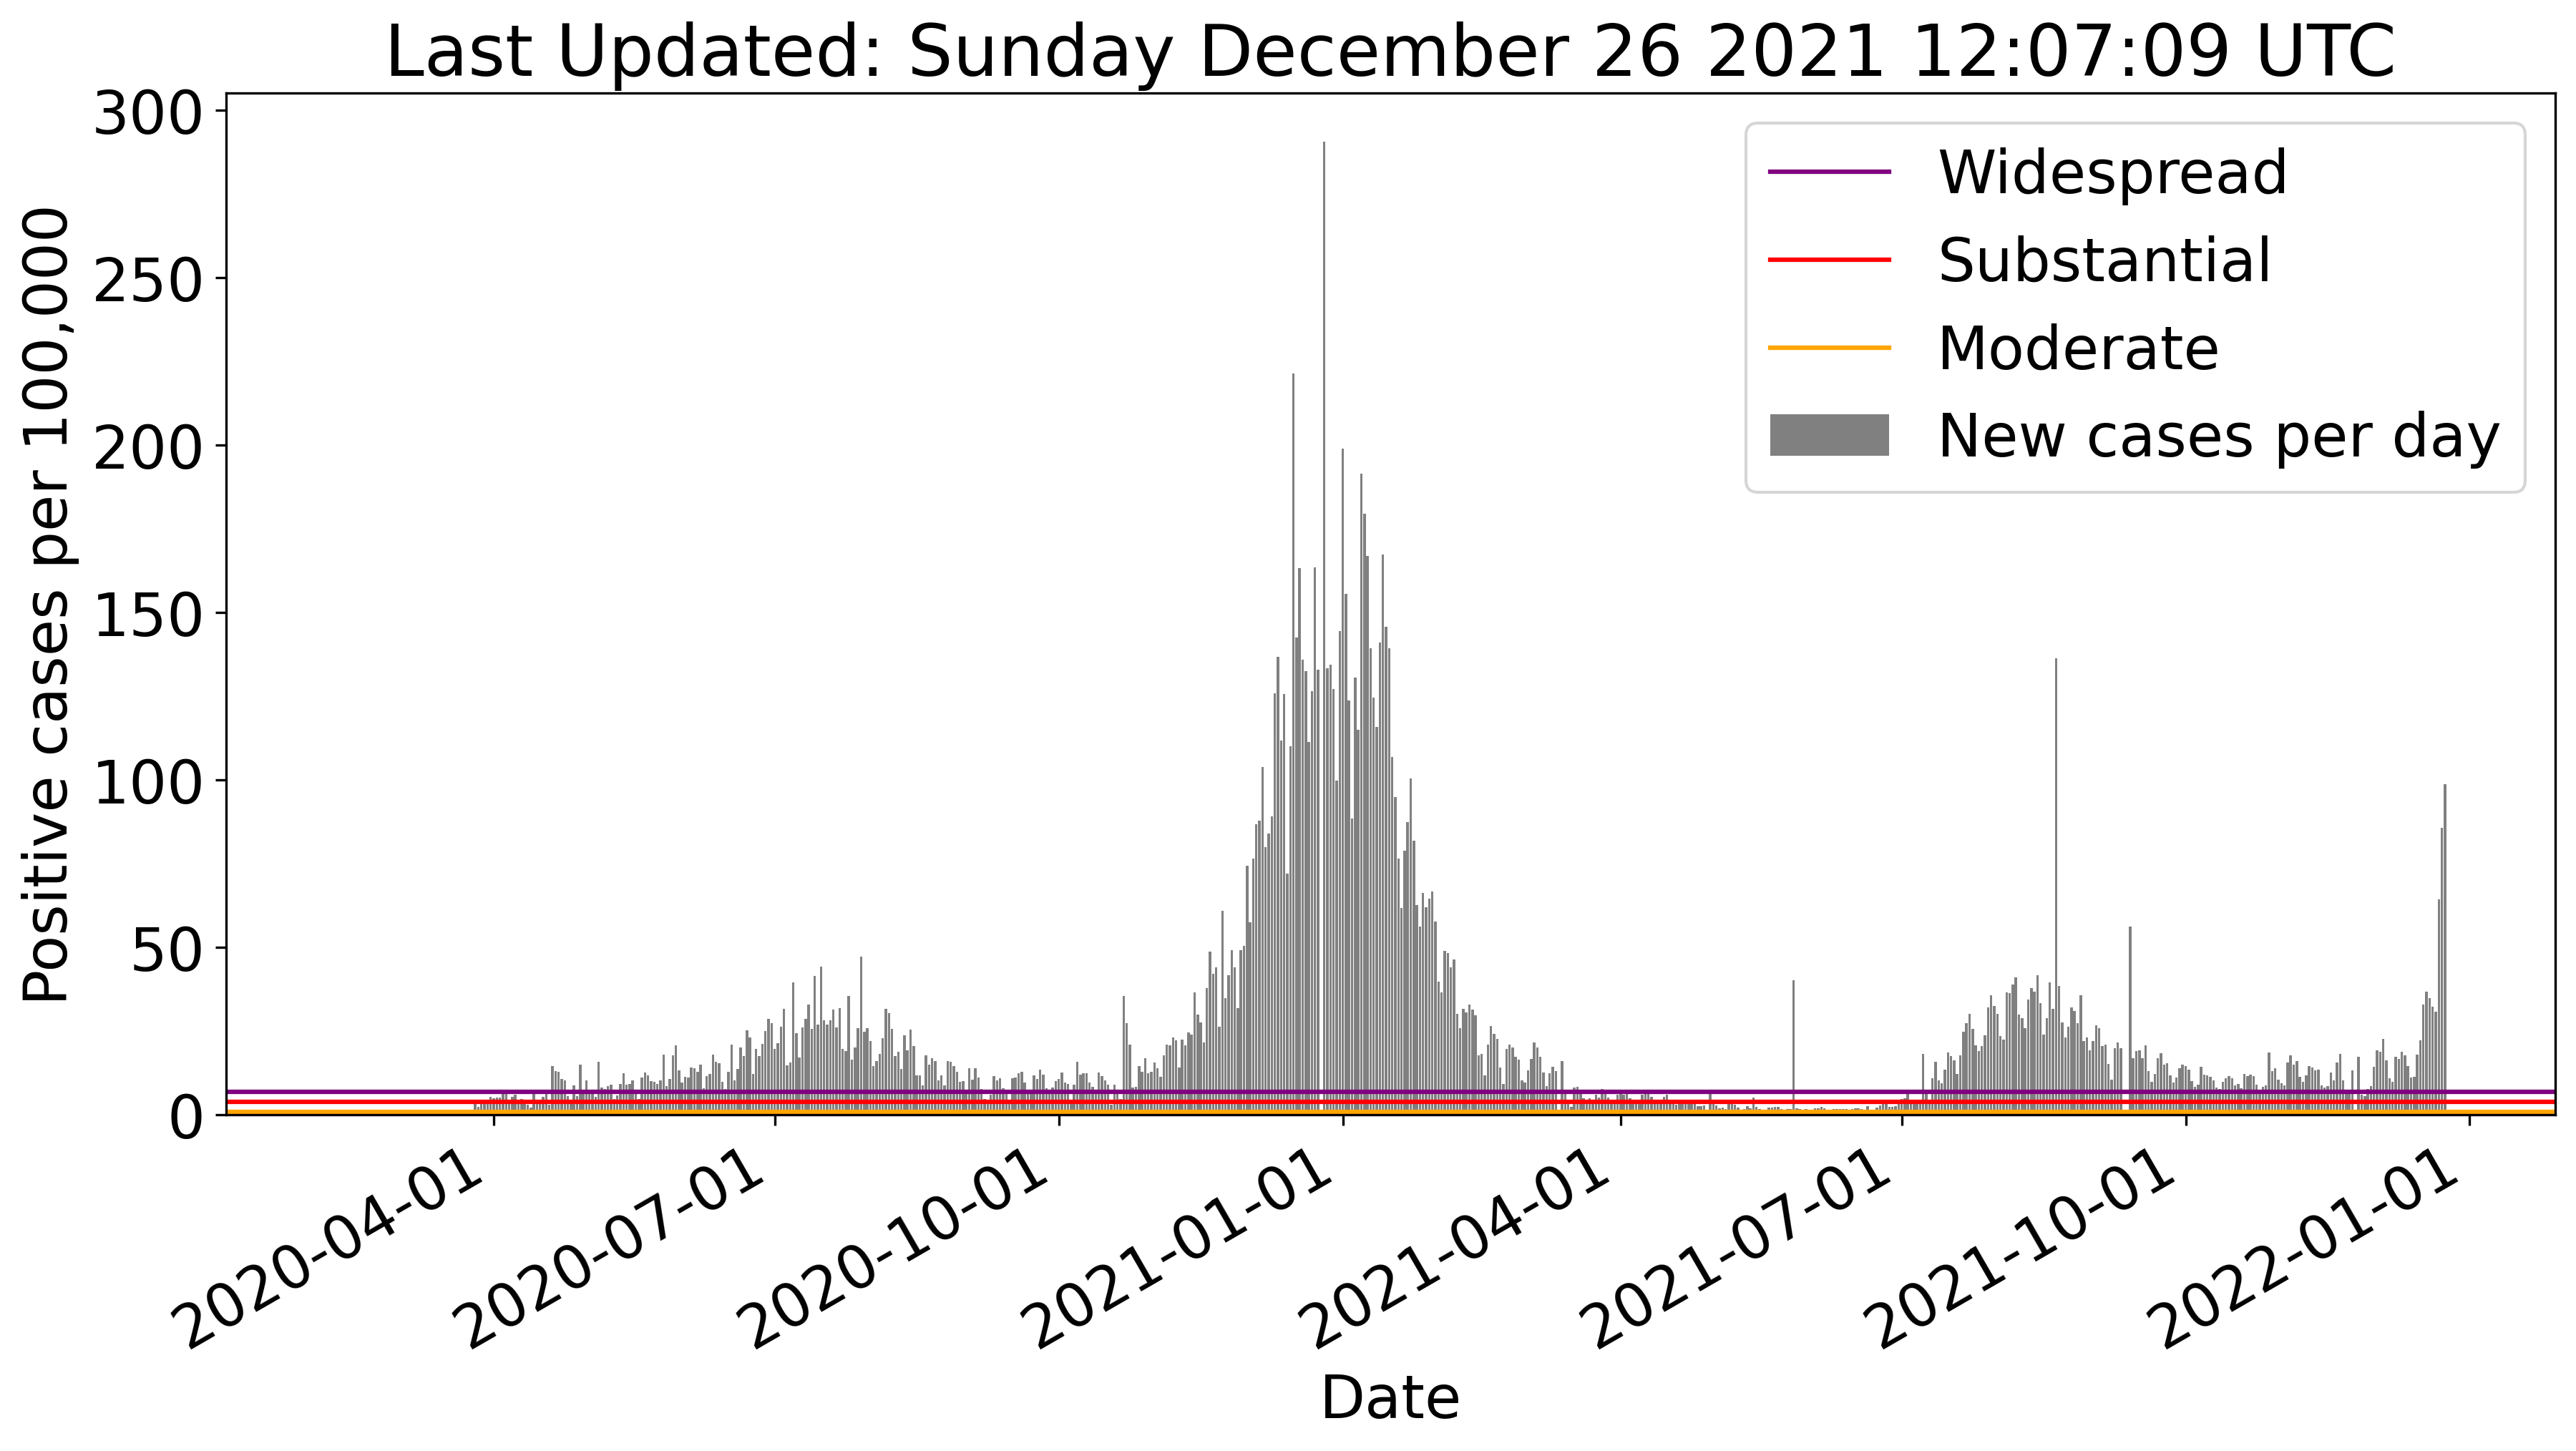 Last Updated: Sunday December 26 2021 12:07:09 UTC
Positive cases per 100,000
300
250
200
150
100
50
0
Widespread
Substantial
Moderate
New cases per day
2020-04-01
2020-07-01
2020-10-01
2021-01-01
2021-04-01
2021-07-01
2021-10-01
2022-01-01
Date